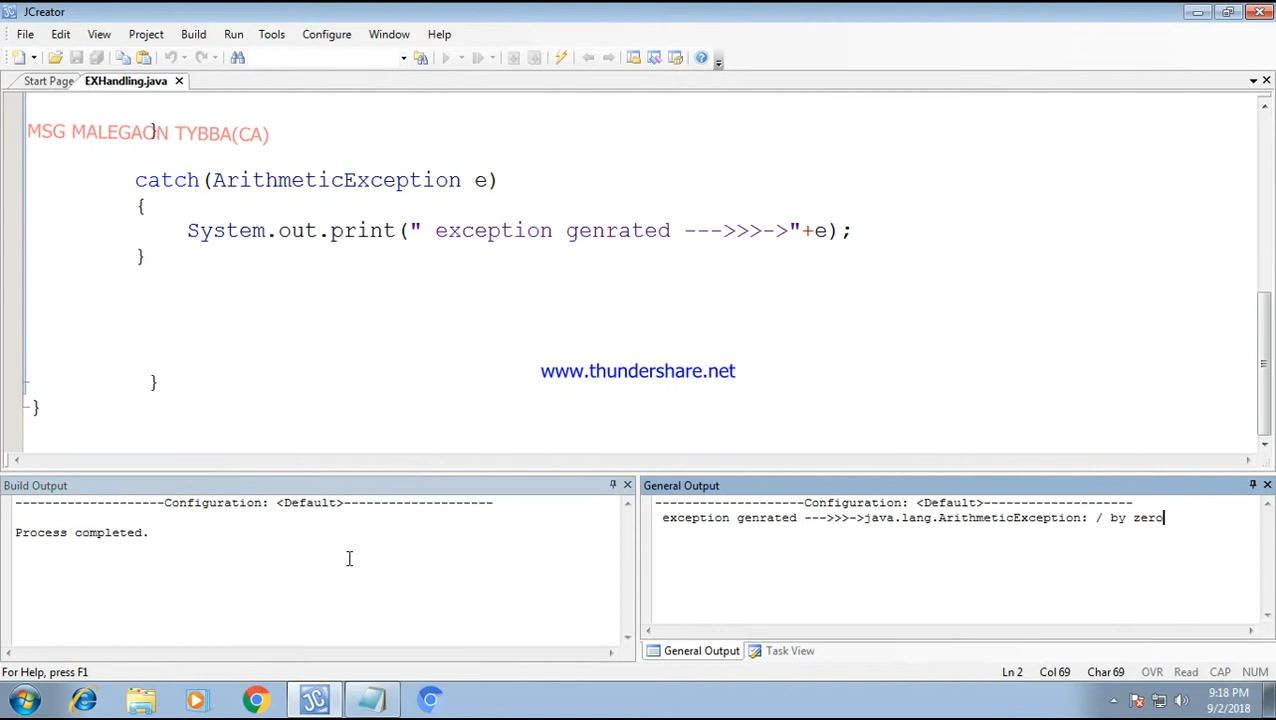 JCreator
File Edit View Project Build Run Tools Configure Window Help
Start Page EXHandling.java
}
MSG MALEGAON TYBBA(CA)
catch(ArithmeticException e)
{
System.out.print(" exception genrated --->>>->"+e);
}
www.thundershare.net
}
}
Build Output
--------------------Configuration: <Default>--------------------
Process completed.
General Output
--------------------Configuration: <Default>--------------------
exception genrated --->>>->java.lang.ArithmeticException: / by zero
General Output Task View
For Help, press F1 Ln 2 Col 69 Char 69 OVR Read CAP NUM
JC
9:18 PM
9/2/2018